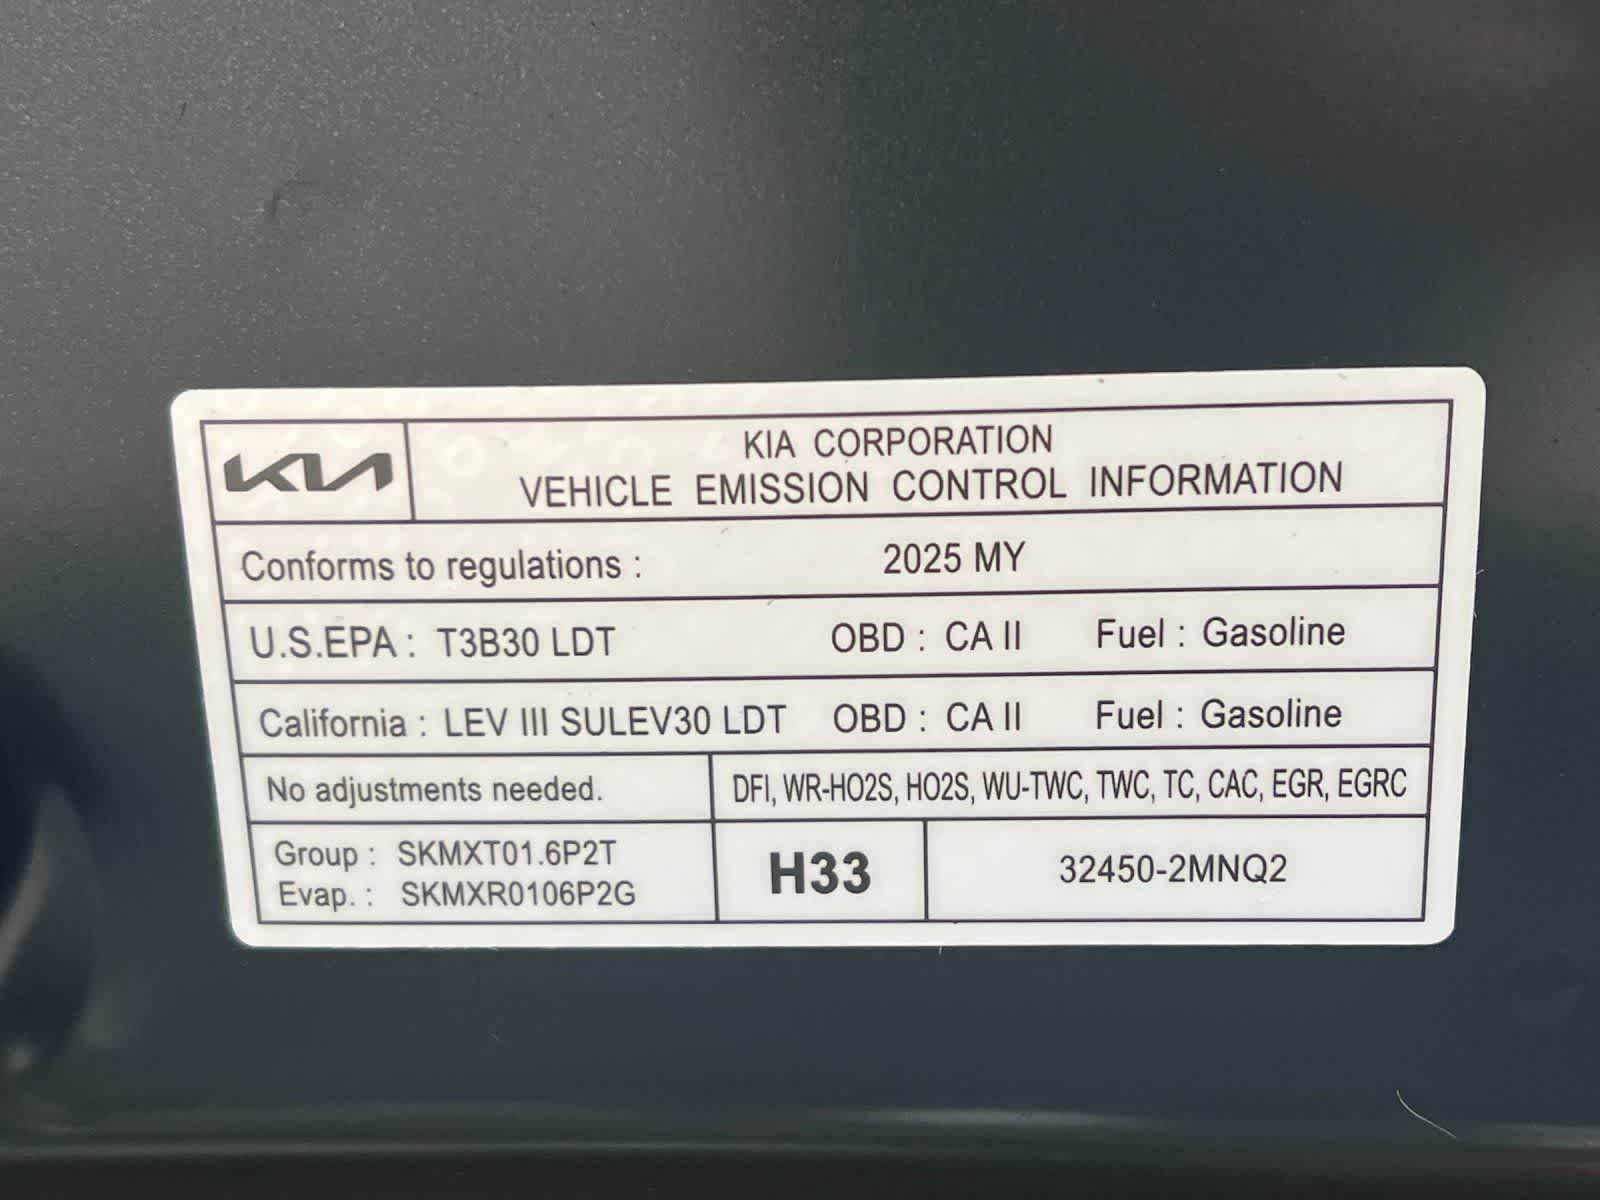 KIA
KIA CORPORATION
VEHICLE EMISSION CONTROL INFORMATION
Conforms to regulations : 2025 MY
U.S.EPA : T3B30 LDT OBD : CA II Fuel : Gasoline
California : LEV III SULEV30 LDT OBD : CA II Fuel : Gasoline
No adjustments needed. DFI, WR-HO2S, HO2S, WU-TWC, TWC, TC, CAC, EGR, EGRC
Group : SKMXT01.6P2T
Evap. : SKMXR0106P2G
H33
32450-2MNQ2